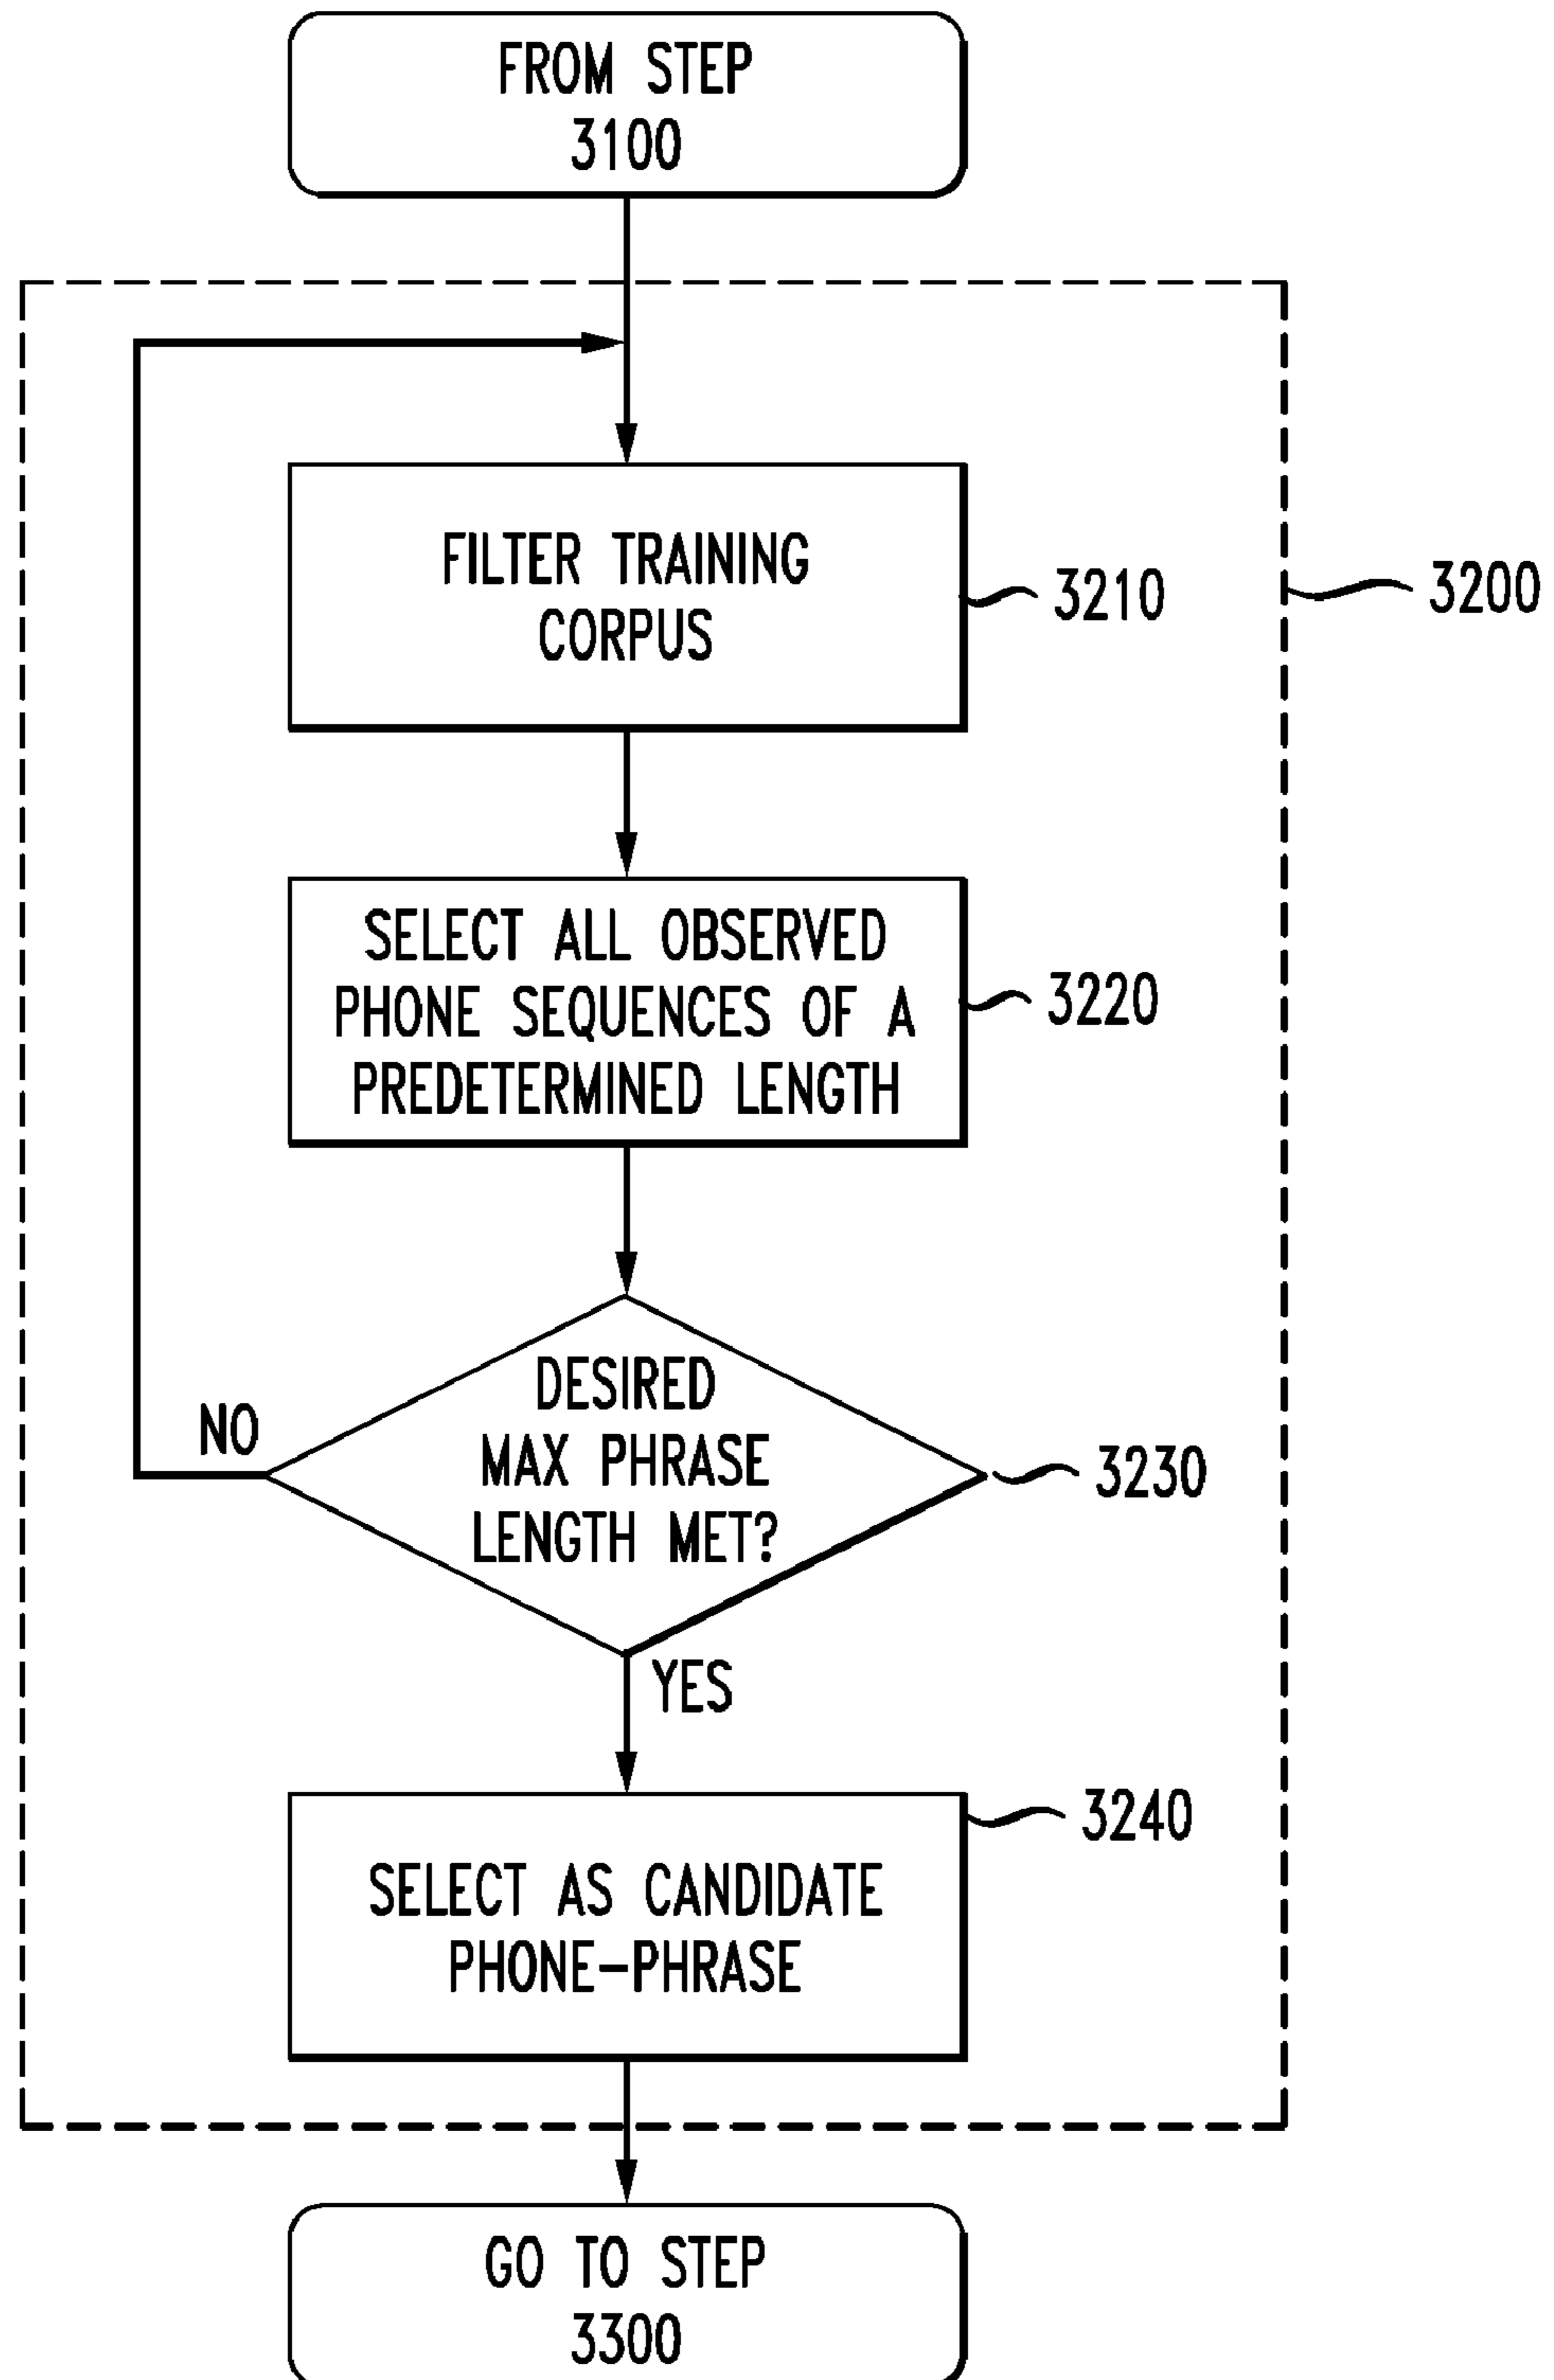 FROM STEP
3100
FILTER TRAINING
CORPUS
3210
3200
SELECT ALL OBSERVED
PHONE SEQUENCES OF A
PREDETERMINED LENGTH
3220
DESIRED
MAX PHRASE
LENGTH MET?
NO
3230
YES
3240
SELECT AS CANDIDATE
PHONE-PHRASE
GO TO STEP
3300